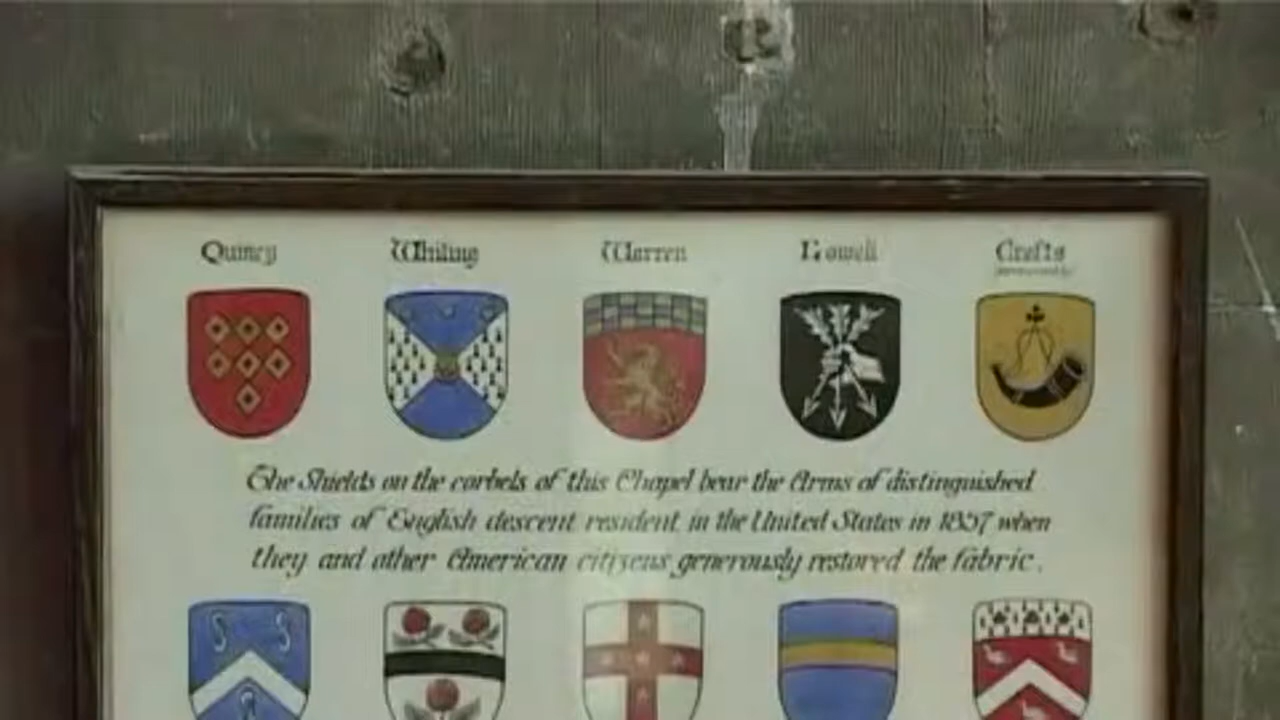 Quincy Whiting Warren Lowell Crafts
The Shields on the corbels of this Chapel bear the Arms of distinguished
families of English descent resident in the United States in 1857 when
they and other American citizens generously restored the fabric.